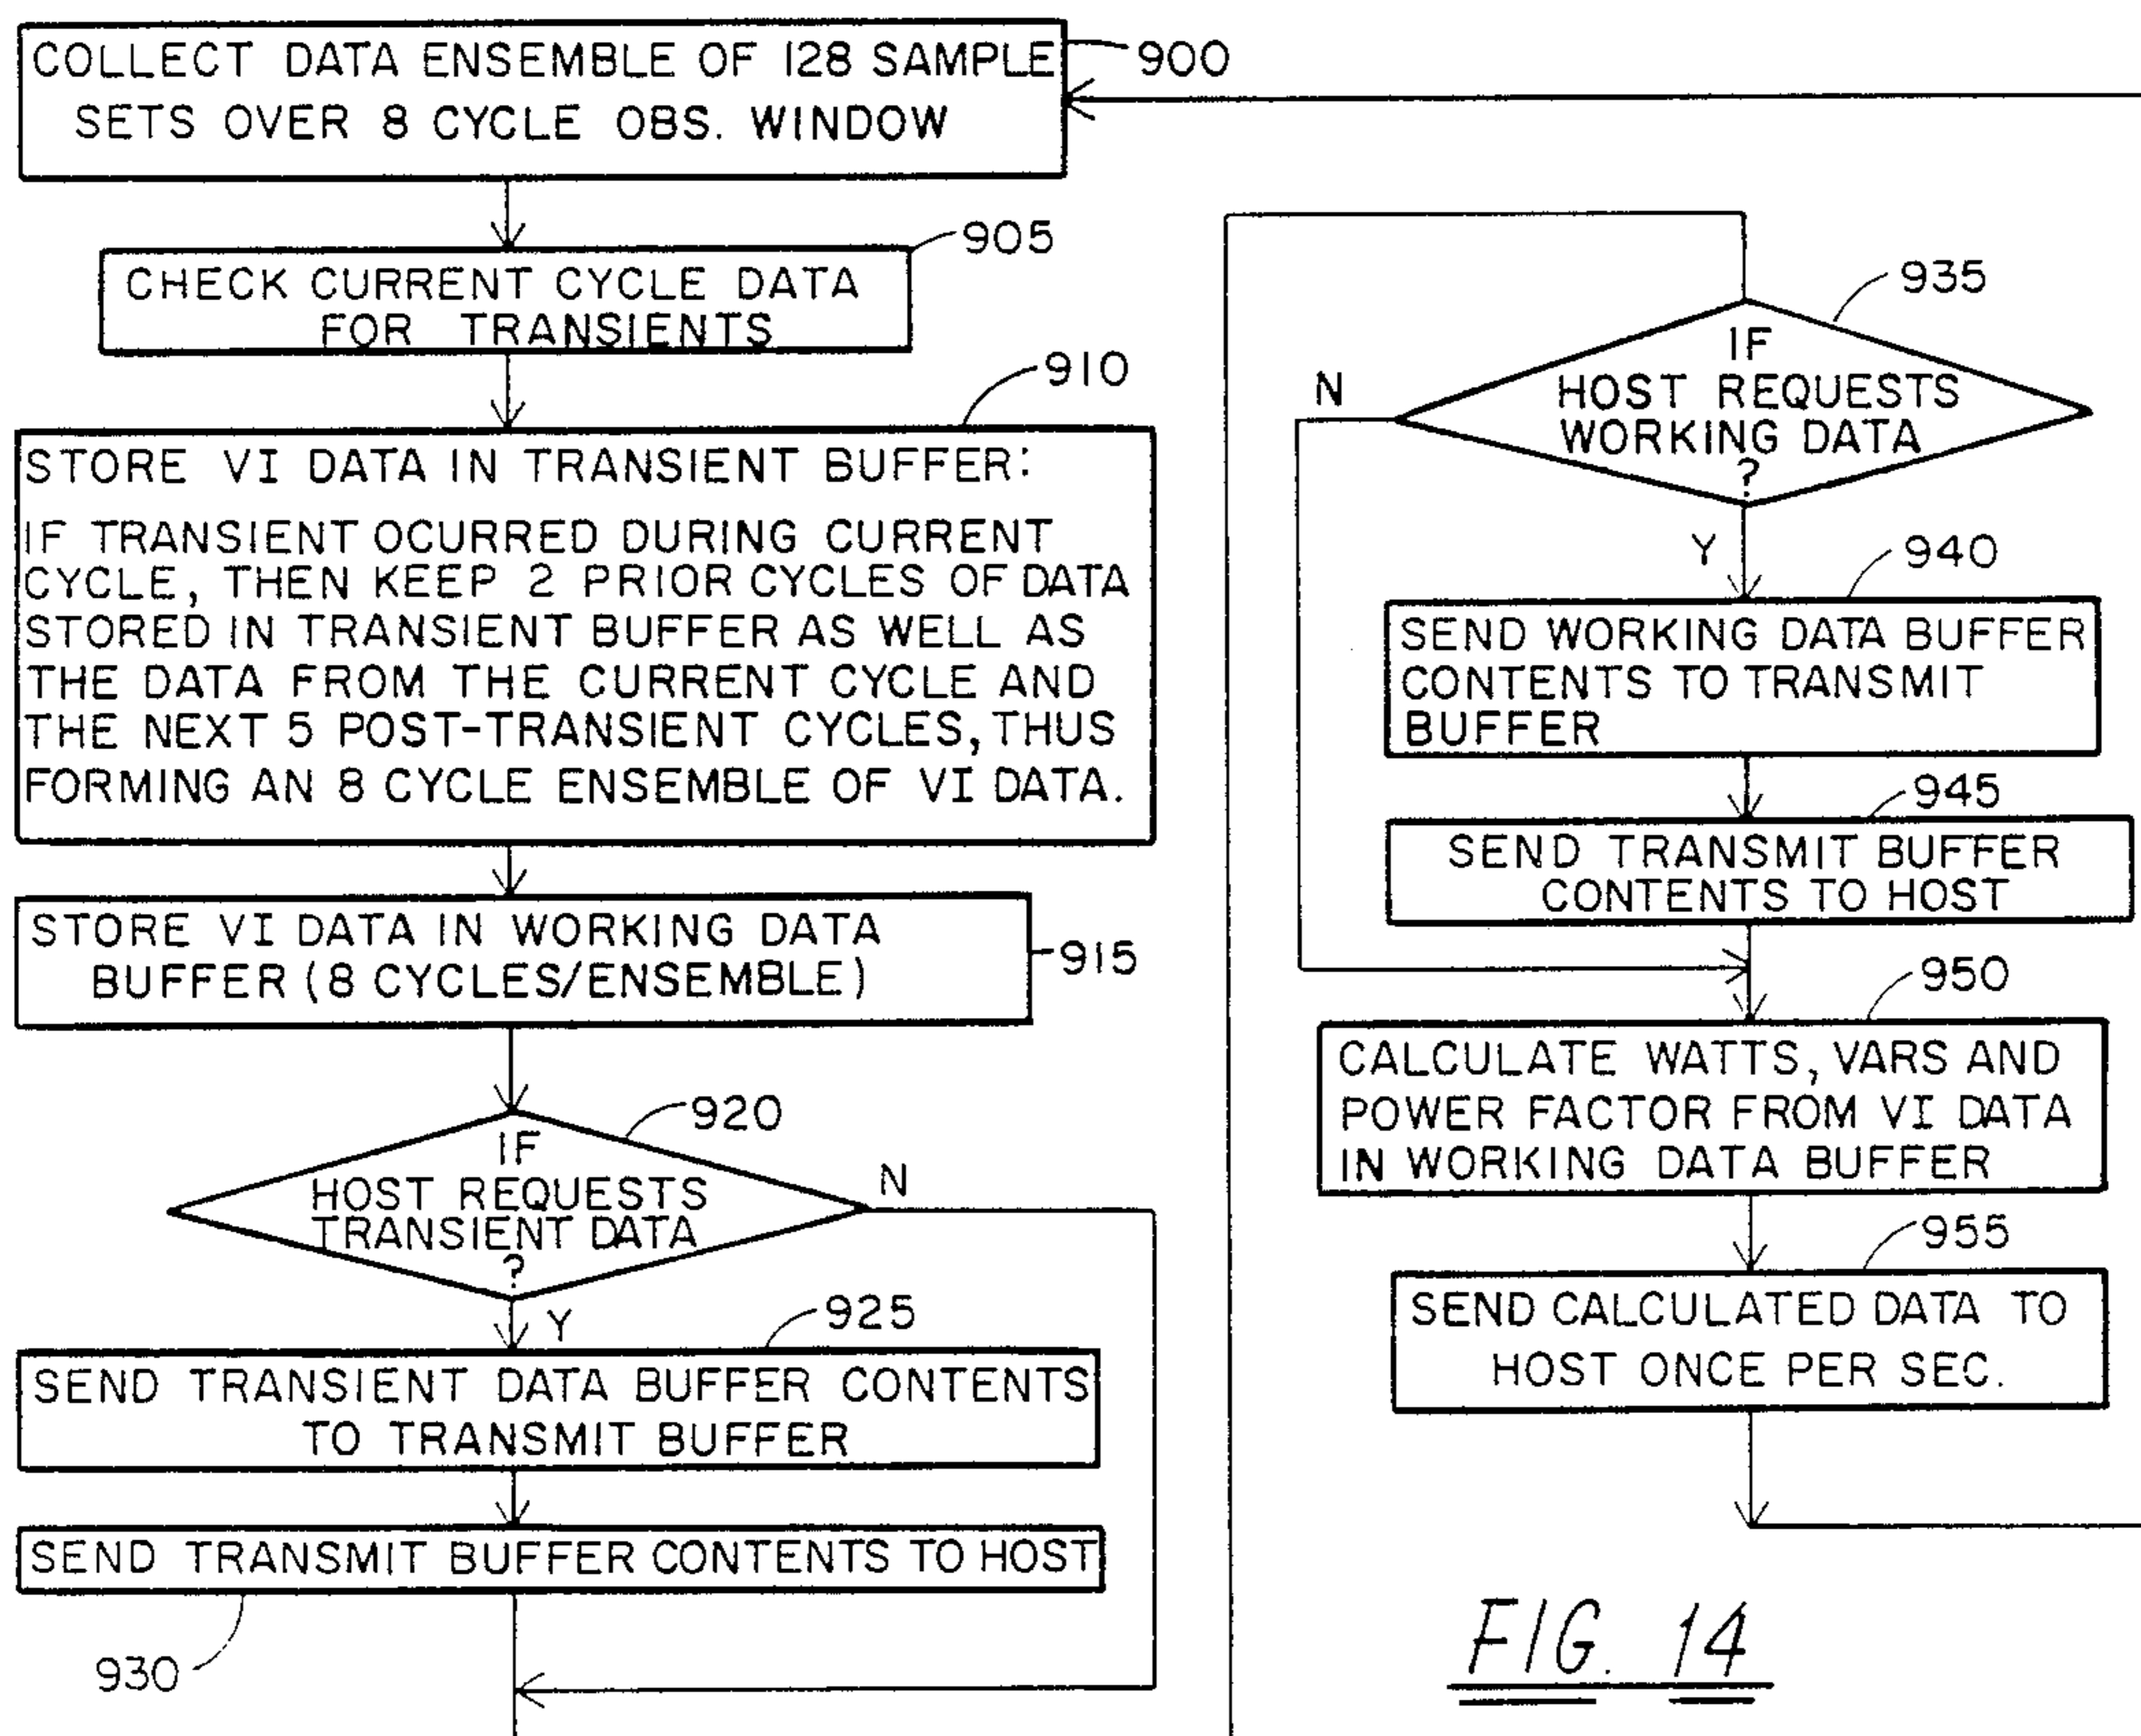 COLLECT DATA ENSEMBLE OF 128 SAMPLE
SETS OVER 8 CYCLE OBS. WINDOW
900
905
CHECK CURRENT CYCLE DATA
FOR TRANSIENTS
910
STORE VI DATA IN TRANSIENT BUFFER:
IF TRANSIENT OCURRED DURING CURRENT
CYCLE, THEN KEEP 2 PRIOR CYCLES OF DATA
STORED IN TRANSIENT BUFFER AS WELL AS
THE DATA FROM THE CURRENT CYCLE AND
THE NEXT 5 POST-TRANSIENT CYCLES, THUS
FORMING AN 8 CYCLE ENSEMBLE OF VI DATA.
STORE VI DATA IN WORKING DATA
BUFFER (8 CYCLES/ENSEMBLE)
915
920
IF
HOST REQUESTS
TRANSIENT DATA
?
N
Y
925
SEND TRANSIENT DATA BUFFER CONTENTS
TO TRANSMIT BUFFER
SEND TRANSMIT BUFFER CONTENTS TO HOST
930
935
IF
HOST REQUESTS
WORKING DATA
?
N
Y
940
SEND WORKING DATA BUFFER
CONTENTS TO TRANSMIT
BUFFER
945
SEND TRANSMIT BUFFER
CONTENTS TO HOST
950
CALCULATE WATTS, VARS AND
POWER FACTOR FROM VI DATA
IN WORKING DATA BUFFER
955
SEND CALCULATED DATA TO
HOST ONCE PER SEC.
FIG. 14